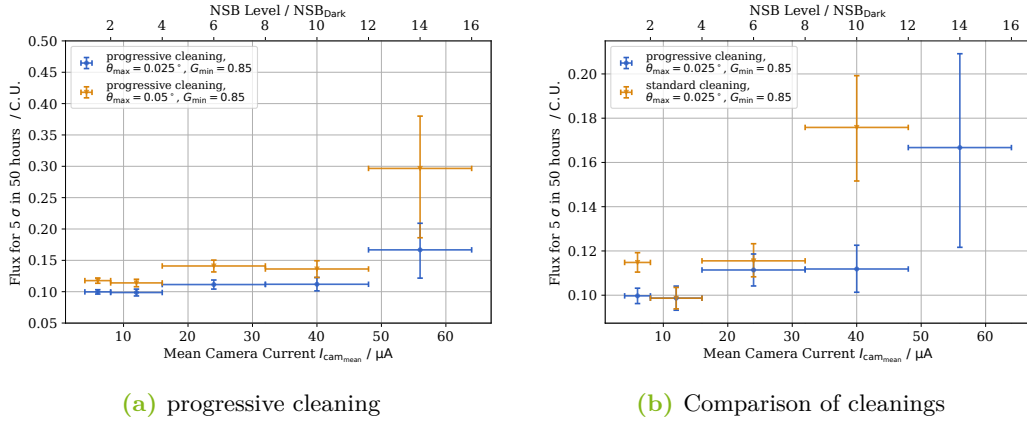 NSB Level / NSB_Dark
2 4 6 8 10 12 14 16
0.50
0.45
0.40
0.35
0.30
0.25
0.20
0.15
0.10
0.05
Flux for 5 σ in 50 hours / C. U.
progressive cleaning,
θ_max = 0.025°, G_min = 0.85
progressive cleaning,
θ_max = 0.05°, G_min = 0.85
10 20 30 40 50 60
Mean Camera Current I_cam_mean / μA
(a) progressive cleaning
NSB Level / NSB_Dark
2 4 6 8 10 12 14 16
0.20
0.18
0.16
0.14
0.12
0.10
Flux for 5 σ in 50 hours / C. U.
progressive cleaning,
θ_max = 0.025°, G_min = 0.85
standard cleaning,
θ_max = 0.025°, G_min = 0.85
10 20 30 40 50 60
Mean Camera Current I_cam_mean / μA
(b) Comparison of cleanings